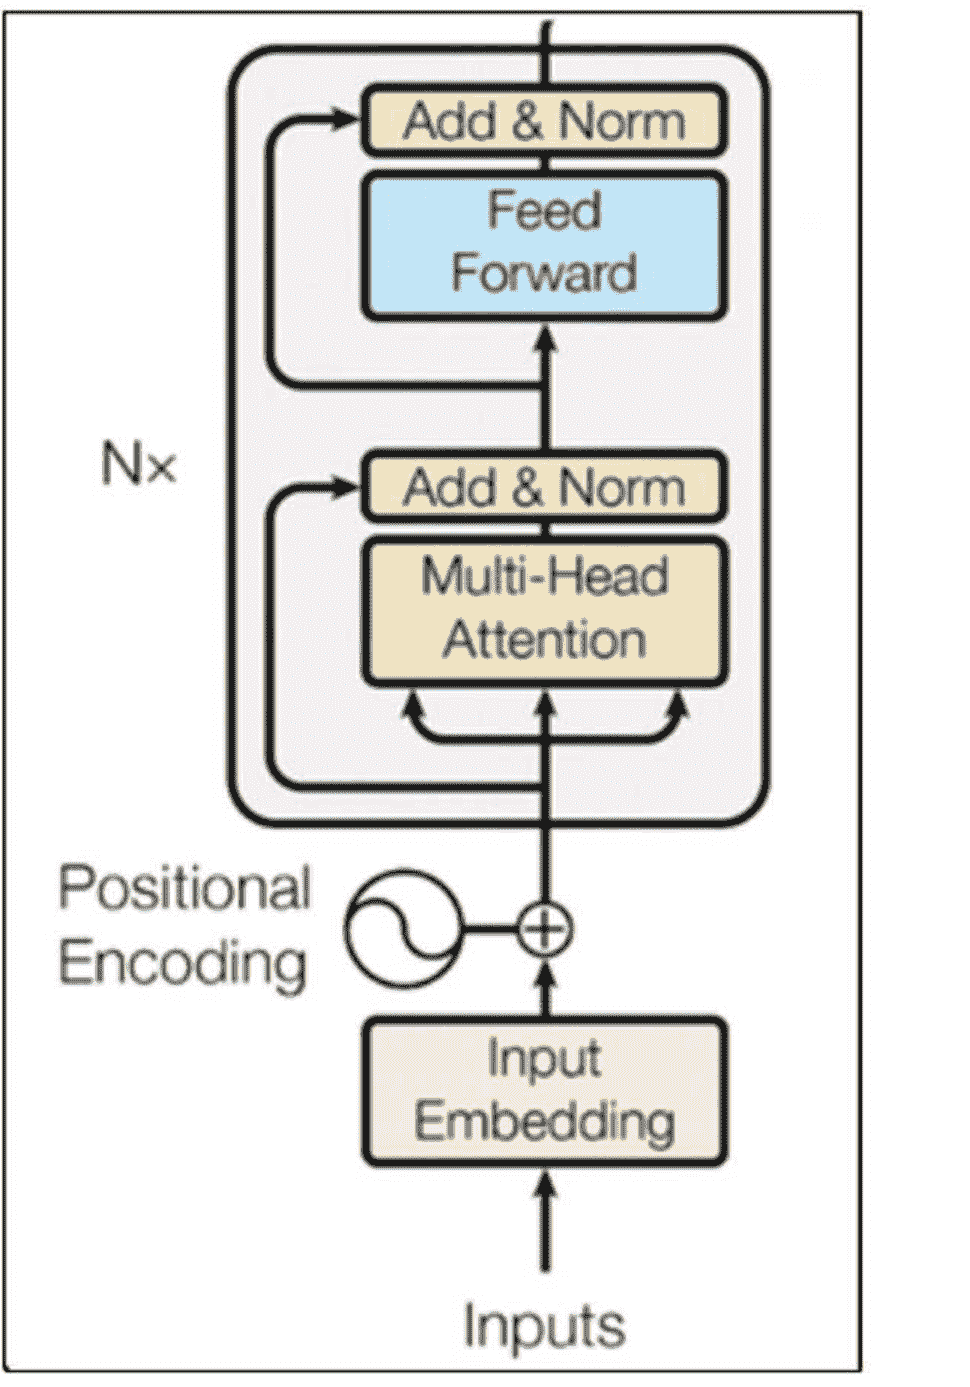 Add & Norm
Feed
Forward
Nx
Add & Norm
Multi-Head
Attention
Positional
Encoding
Input
Embedding
Inputs